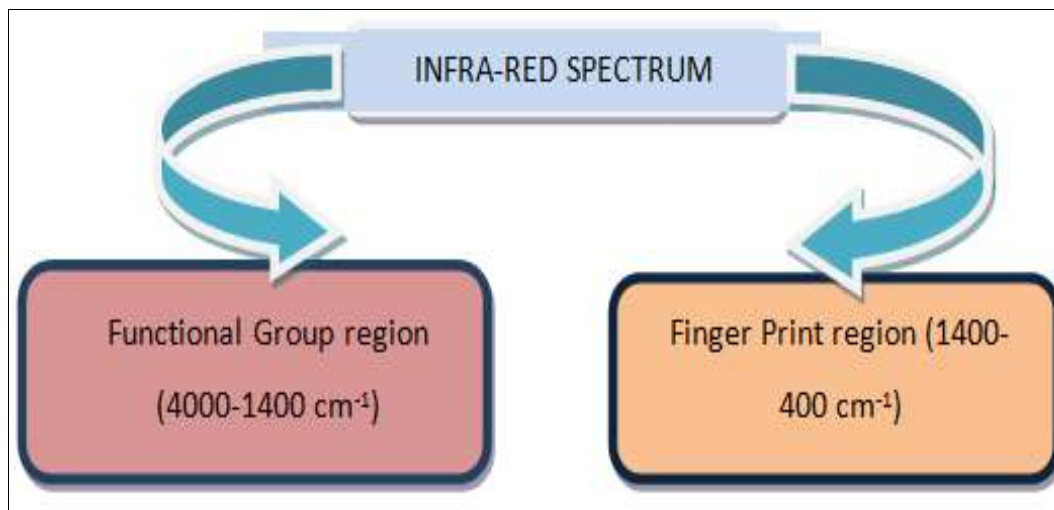 INFRA-RED SPECTRUM
Functional Group region
(4000-1400 cm⁻¹)
Finger Print region (1400-
400 cm⁻¹)